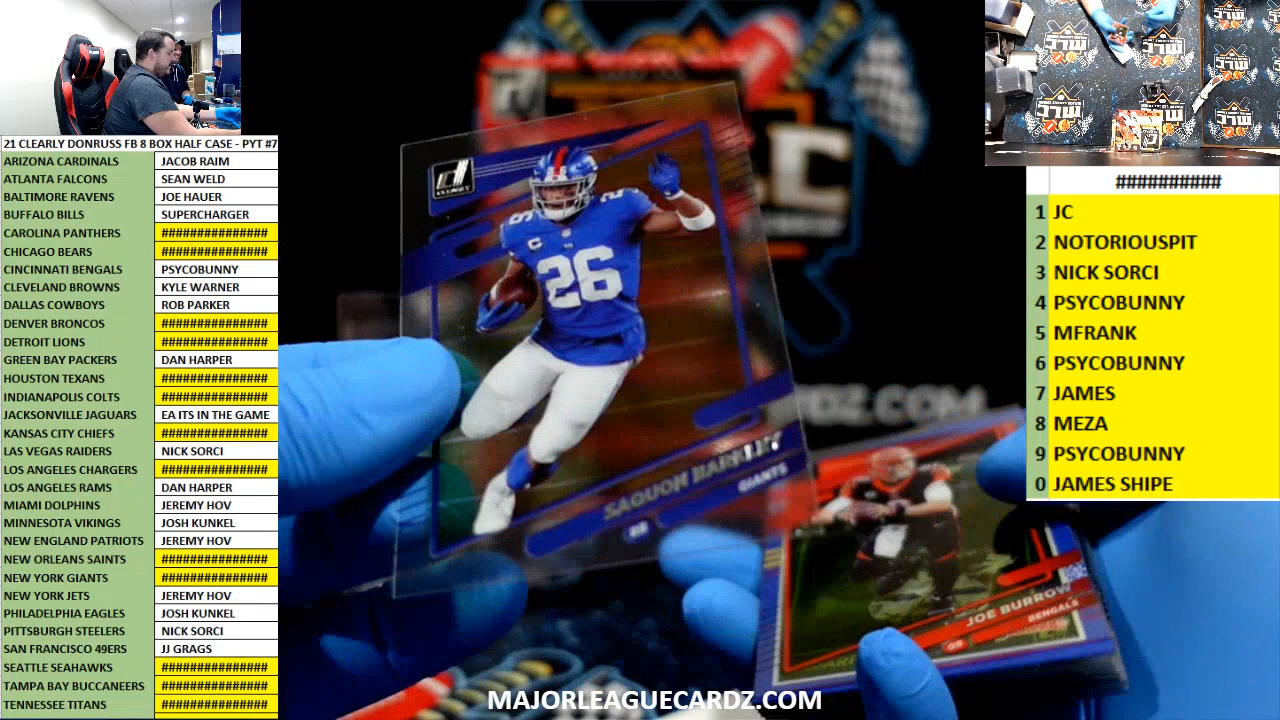 21 CLEARLY DONRUSS FB 8 BOX HALF CASE - PYT #7
ARIZONA CARDINALS JACOB RAIM
ATLANTA FALCONS SEAN WELD
BALTIMORE RAVENS JOE HAUER
BUFFALO BILLS SUPERCHARGER
CAROLINA PANTHERS ###############
CHICAGO BEARS ###############
CINCINNATI BENGALS PSYCOBUNNY
CLEVELAND BROWNS KYLE WARNER
DALLAS COWBOYS ROB PARKER
DENVER BRONCOS ###############
DETROIT LIONS ###############
GREEN BAY PACKERS DAN HARPER
HOUSTON TEXANS ###############
INDIANAPOLIS COLTS ###############
JACKSONVILLE JAGUARS EA ITS IN THE GAME
KANSAS CITY CHIEFS ###############
LAS VEGAS RAIDERS NICK SORCI
LOS ANGELES CHARGERS ###############
LOS ANGELES RAMS DAN HARPER
MIAMI DOLPHINS JEREMY HOV
MINNESOTA VIKINGS JOSH KUNKEL
NEW ENGLAND PATRIOTS JEREMY HOV
NEW ORLEANS SAINTS ###############
NEW YORK GIANTS ###############
NEW YORK JETS JEREMY HOV
PHILADELPHIA EAGLES JOSH KUNKEL
PITTSBURGH STEELERS NICK SORCI
SAN FRANCISCO 49ERS JJ GRAGS
SEATTLE SEAHAWKS ###############
TAMPA BAY BUCCANEERS ###############
TENNESSEE TITANS ###############
CLEARLY
26
26
C
SAQUON BARKLEY
GIANTS
RB
JOE BURROW
BENGALS
QB
RDZ.COM
MAJORLEAGUECARDZ.COM
##########
1 JC
2 NOTORIOUSPIT
3 NICK SORCI
4 PSYCOBUNNY
5 MFRANK
6 PSYCOBUNNY
7 JAMES
8 MEZA
9 PSYCOBUNNY
0 JAMES SHIPE